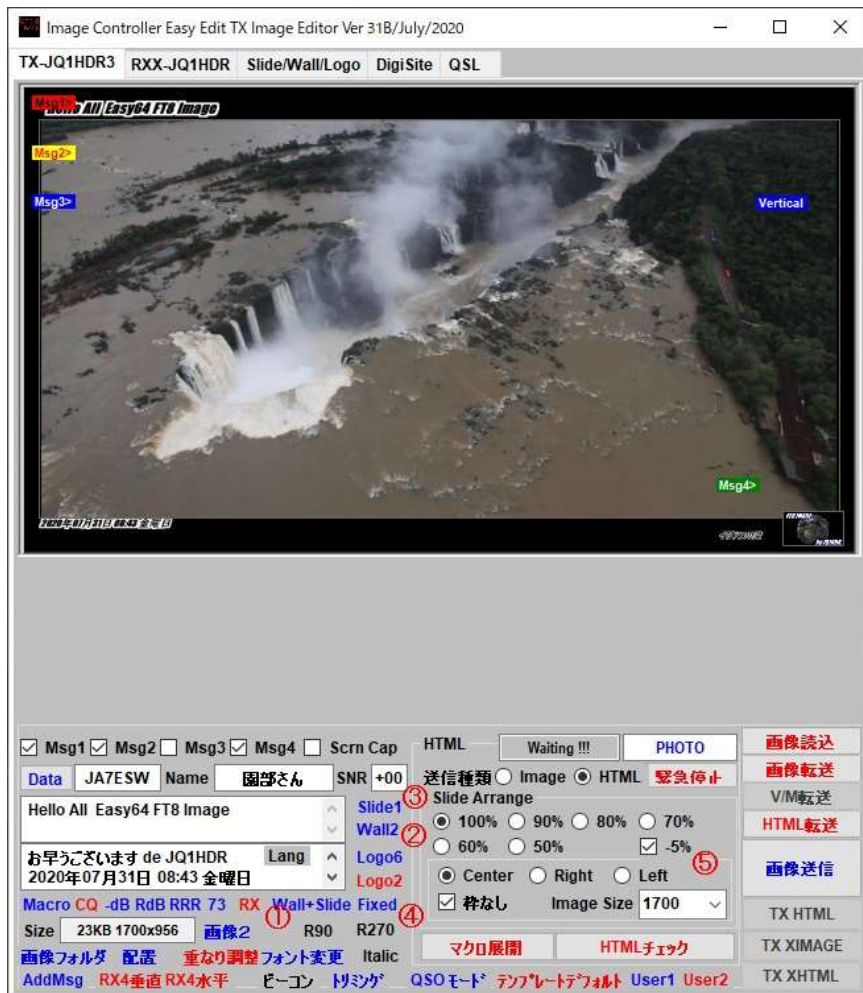 Image Controller Easy Edit TX Image Editor Ver 31B/July/2020
TX-JQ1HDR3 RXX-JQ1HDR Slide/Wall/Logo DigiSite QSL
Msg1> Hello All Easy64 FT8 Image
Msg2>
Msg3>
Vertical
Msg4>
2020年07月31日 08:43 金曜日
Msg1 Msg2 Msg3 Msg4 Scrn Cap
Data JA7ESW Name 園部さん SNR +00
Hello All Easy64 FT8 Image
Slide1
Wall2
お早うございます de JQ1HDR Lang
2020年07月31日 08:43 金曜日
Logo6
Logo2
Macro CQ -dB RdB RRR 73 RX Wall+Slide Fixed
①
Size 23KB 1700x956 画像2 R90 R270
画像フォルダ 配置 重なり調整 フォント変更 Italic
AddMsg RX4垂直 RX4水平 ビーコン トリミング QSOモード テンプレートデフォルト User1 User2
HTML Waiting !!! PHOTO
送信種類 Image HTML 緊急停止
③ Slide Arrange
② 100% 90% 80% 70%
60% 50% -5%
⑤
Center Right Left
④ 枠なし Image Size 1700
マクロ展開 HTMLチェック
画像読込
画像転送
V/M転送
HTML転送
画像送信
TX HTML
TX XIMAGE
TX XHTML